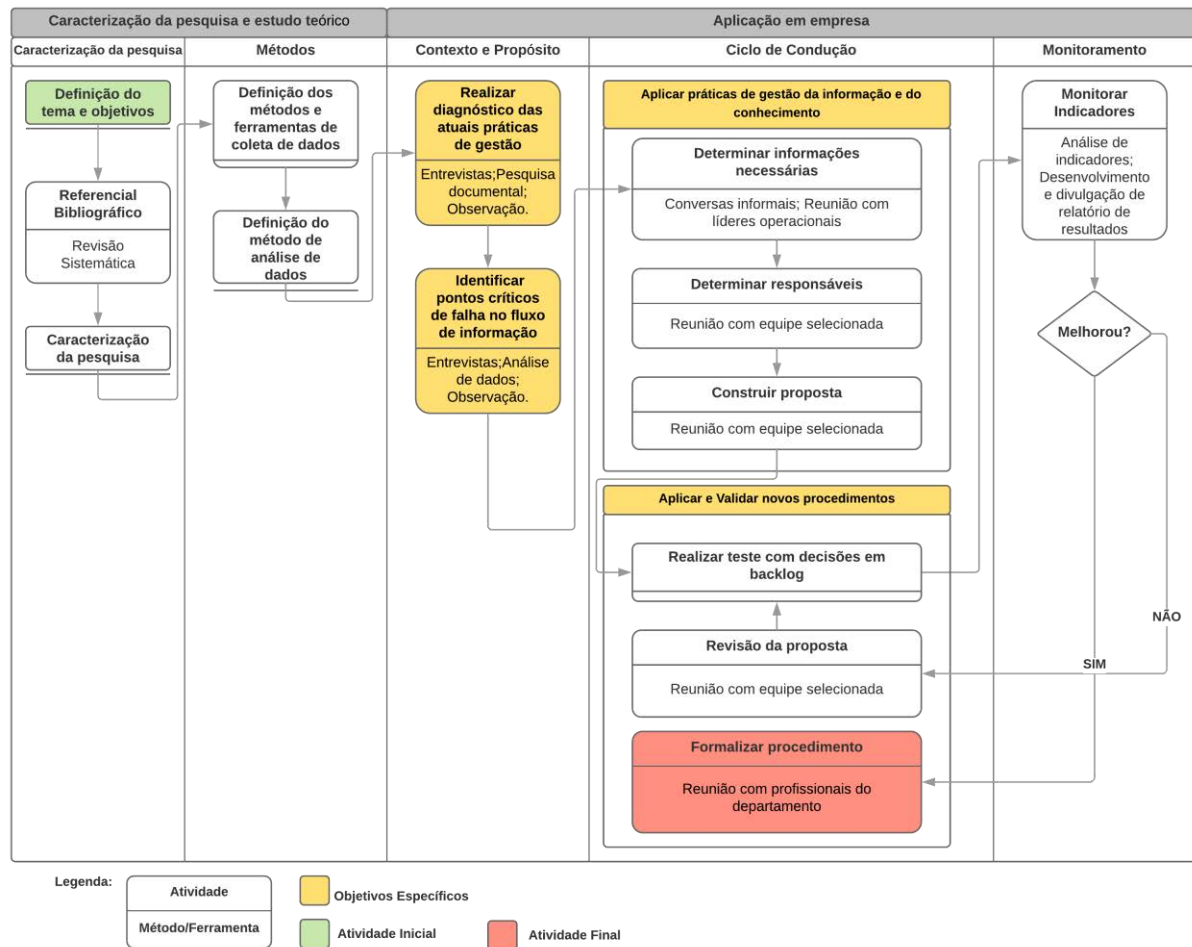 Caracterização da pesquisa e estudo teórico
Aplicação em empresa
Caracterização da pesquisa
Métodos
Contexto e Propósito
Ciclo de Condução
Monitoramento
Definição do
tema e objetivos
Referencial
Bibliográfico
Revisão
Sistemática
Caracterização
da pesquisa
Definição dos
métodos e
ferramentas de
coleta de dados
Definição do
método de
análise de
dados
Realizar
diagnóstico das
atuais práticas
de gestão
Entrevistas;Pesquisa
documental;
Observação.
Identificar
pontos críticos
de falha no fluxo
de informação
Entrevistas;Análise
de dados;
Observação.
Aplicar práticas de gestão da informação e do
conhecimento
Determinar informações
necessárias
Conversas informais; Reunião com
líderes operacionais
Determinar responsáveis
Reunião com equipe selecionada
Construir proposta
Reunião com equipe selecionada
Aplicar e Validar novos procedimentos
Realizar teste com decisões em
backlog
Revisão da proposta
Reunião com equipe selecionada
Formalizar procedimento
Reunião com profissionais do
departamento
Monitorar
Indicadores
Análise de
indicadores;
Desenvolvimento
e divulgação de
relatório de
resultados
Melhorou?
NÃO
SIM
Legenda:
Atividade
Método/Ferramenta
Objetivos Específicos
Atividade Inicial
Atividade Final